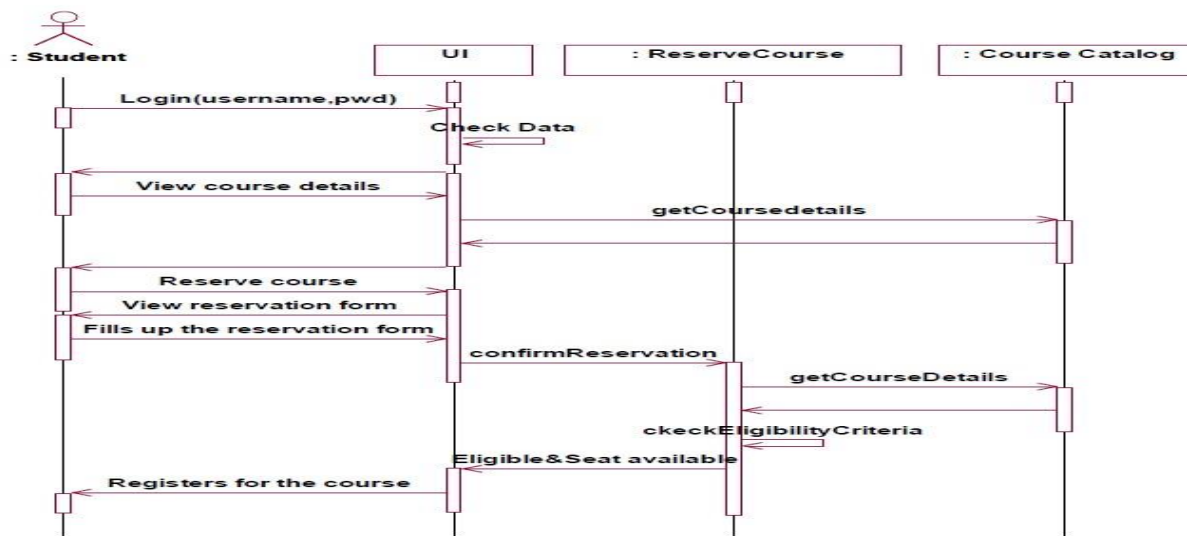 : Student
UI
: ReserveCourse
: Course Catalog
Login(username,pwd)
Check Data
View course details
getCoursedetails
Reserve course
View reservation form
Fills up the reservation form
confirmReservation
getCourseDetails
ckeckEligibilityCriteria
Eligible&Seat available
Registers for the course